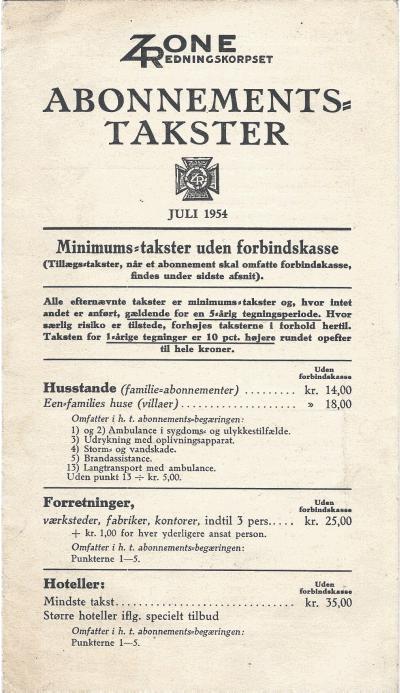 ZONE
REDNINGSKORPSET
ABONNEMENTS-
TAKSTER
ZR
JULI 1954
Minimums-takster uden forbindskasse
(Tillægs-takster, når et abonnement skal omfatte forbindskasse,
findes under sidste afsnit).
Alle efternævnte takster er minimums-takster og, hvor intet
andet er anført, gældende for en 5-årig tegningsperiode. Hvor
særlig risiko er tilstede, forhøjes taksterne i forhold hertil.
Taksten for 1-årige tegninger er 10 pct. højere rundet opefter
til hele kroner.
Uden
forbindskasse
Husstande (familie-abonnementer) ......... kr. 14,00
Een-families huse (villaer) ..................... » 18,00
Omfatter i h. t. abonnements-begæringen:
1) og 2) Ambulance i sygdoms- og ulykkestilfælde.
3) Udrykning med oplivningsapparat.
4) Storm- og vandskade.
5) Brandassistance.
13) Langtransport med ambulance.
Uden punkt 13 ÷ kr. 5,00.
Uden
forbindskasse
Forretninger,
værksteder, fabriker, kontorer, indtil 3 pers..... kr. 25,00
+ kr. 1,00 for hver yderligere ansat person.
Omfatter i h. t. abonnements-begæringen:
Punkterne 1—5.
Uden
forbindskasse
Hoteller:
Mindste takst................................ kr. 35,00
Større hoteller iflg. specielt tilbud
Omfatter i h. t. abonnements-begæringen:
Punkterne 1—5.